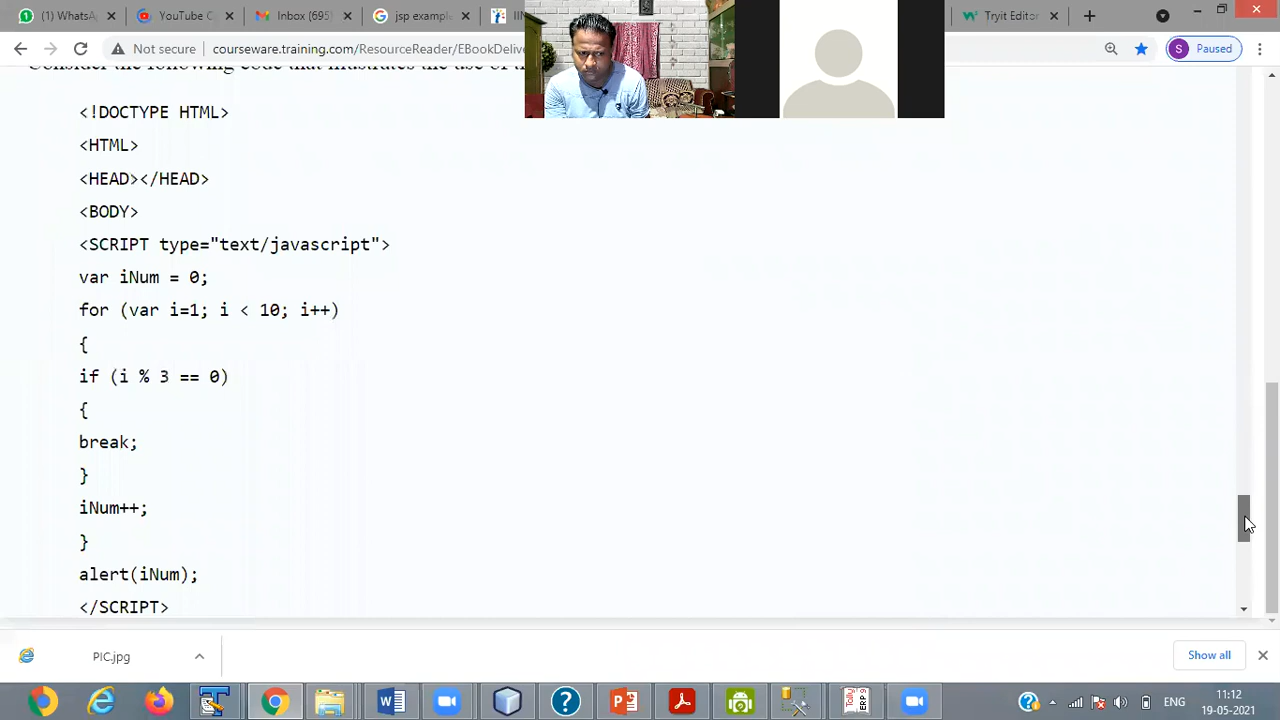 (1) WhatsA
YouTube C
Inbox (695
jsp example
Tryit Editor
Not secure
courseware.training.com/ResourceReader/EBookDelive
Paused
<!DOCTYPE HTML>
<HTML>
<HEAD></HEAD>
<BODY>
<SCRIPT type="text/javascript">
var iNum = 0;
for (var i=1; i < 10; i++)
{
if (i % 3 == 0)
{
break;
}
iNum++;
}
alert(iNum);
</SCRIPT>
PIC.jpg
Show all
ENG
11:12
19-05-2021